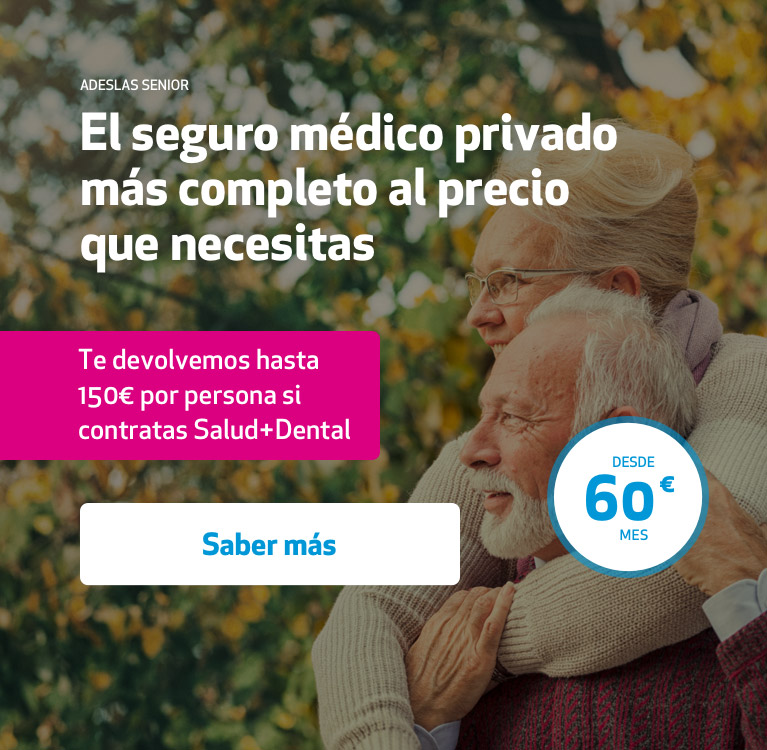 ADESLAS SENIOR
El seguro médico privado
más completo al precio
que necesitas
Te devolvemos hasta
150€ por persona si
contratas Salud+Dental
Saber más
DESDE
60€
MES